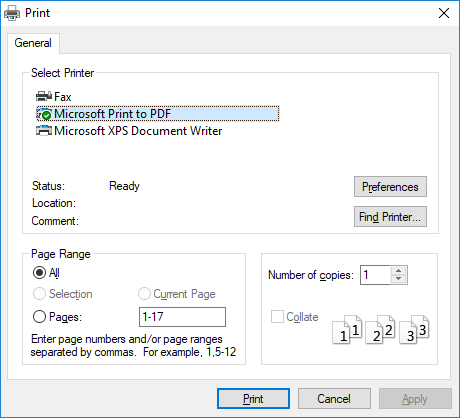 Print
General
Select Printer
Fax
Microsoft Print to PDF
Microsoft XPS Document Writer
Status: Ready
Location:
Comment:
Preferences
Find Printer...
Page Range
All
Selection Current Page
Pages: 1-17
Enter page numbers and/or page ranges
separated by commas. For example, 1,5-12
Number of copies: 1
Collate
1 1 2 2 3 3
Print Cancel Apply